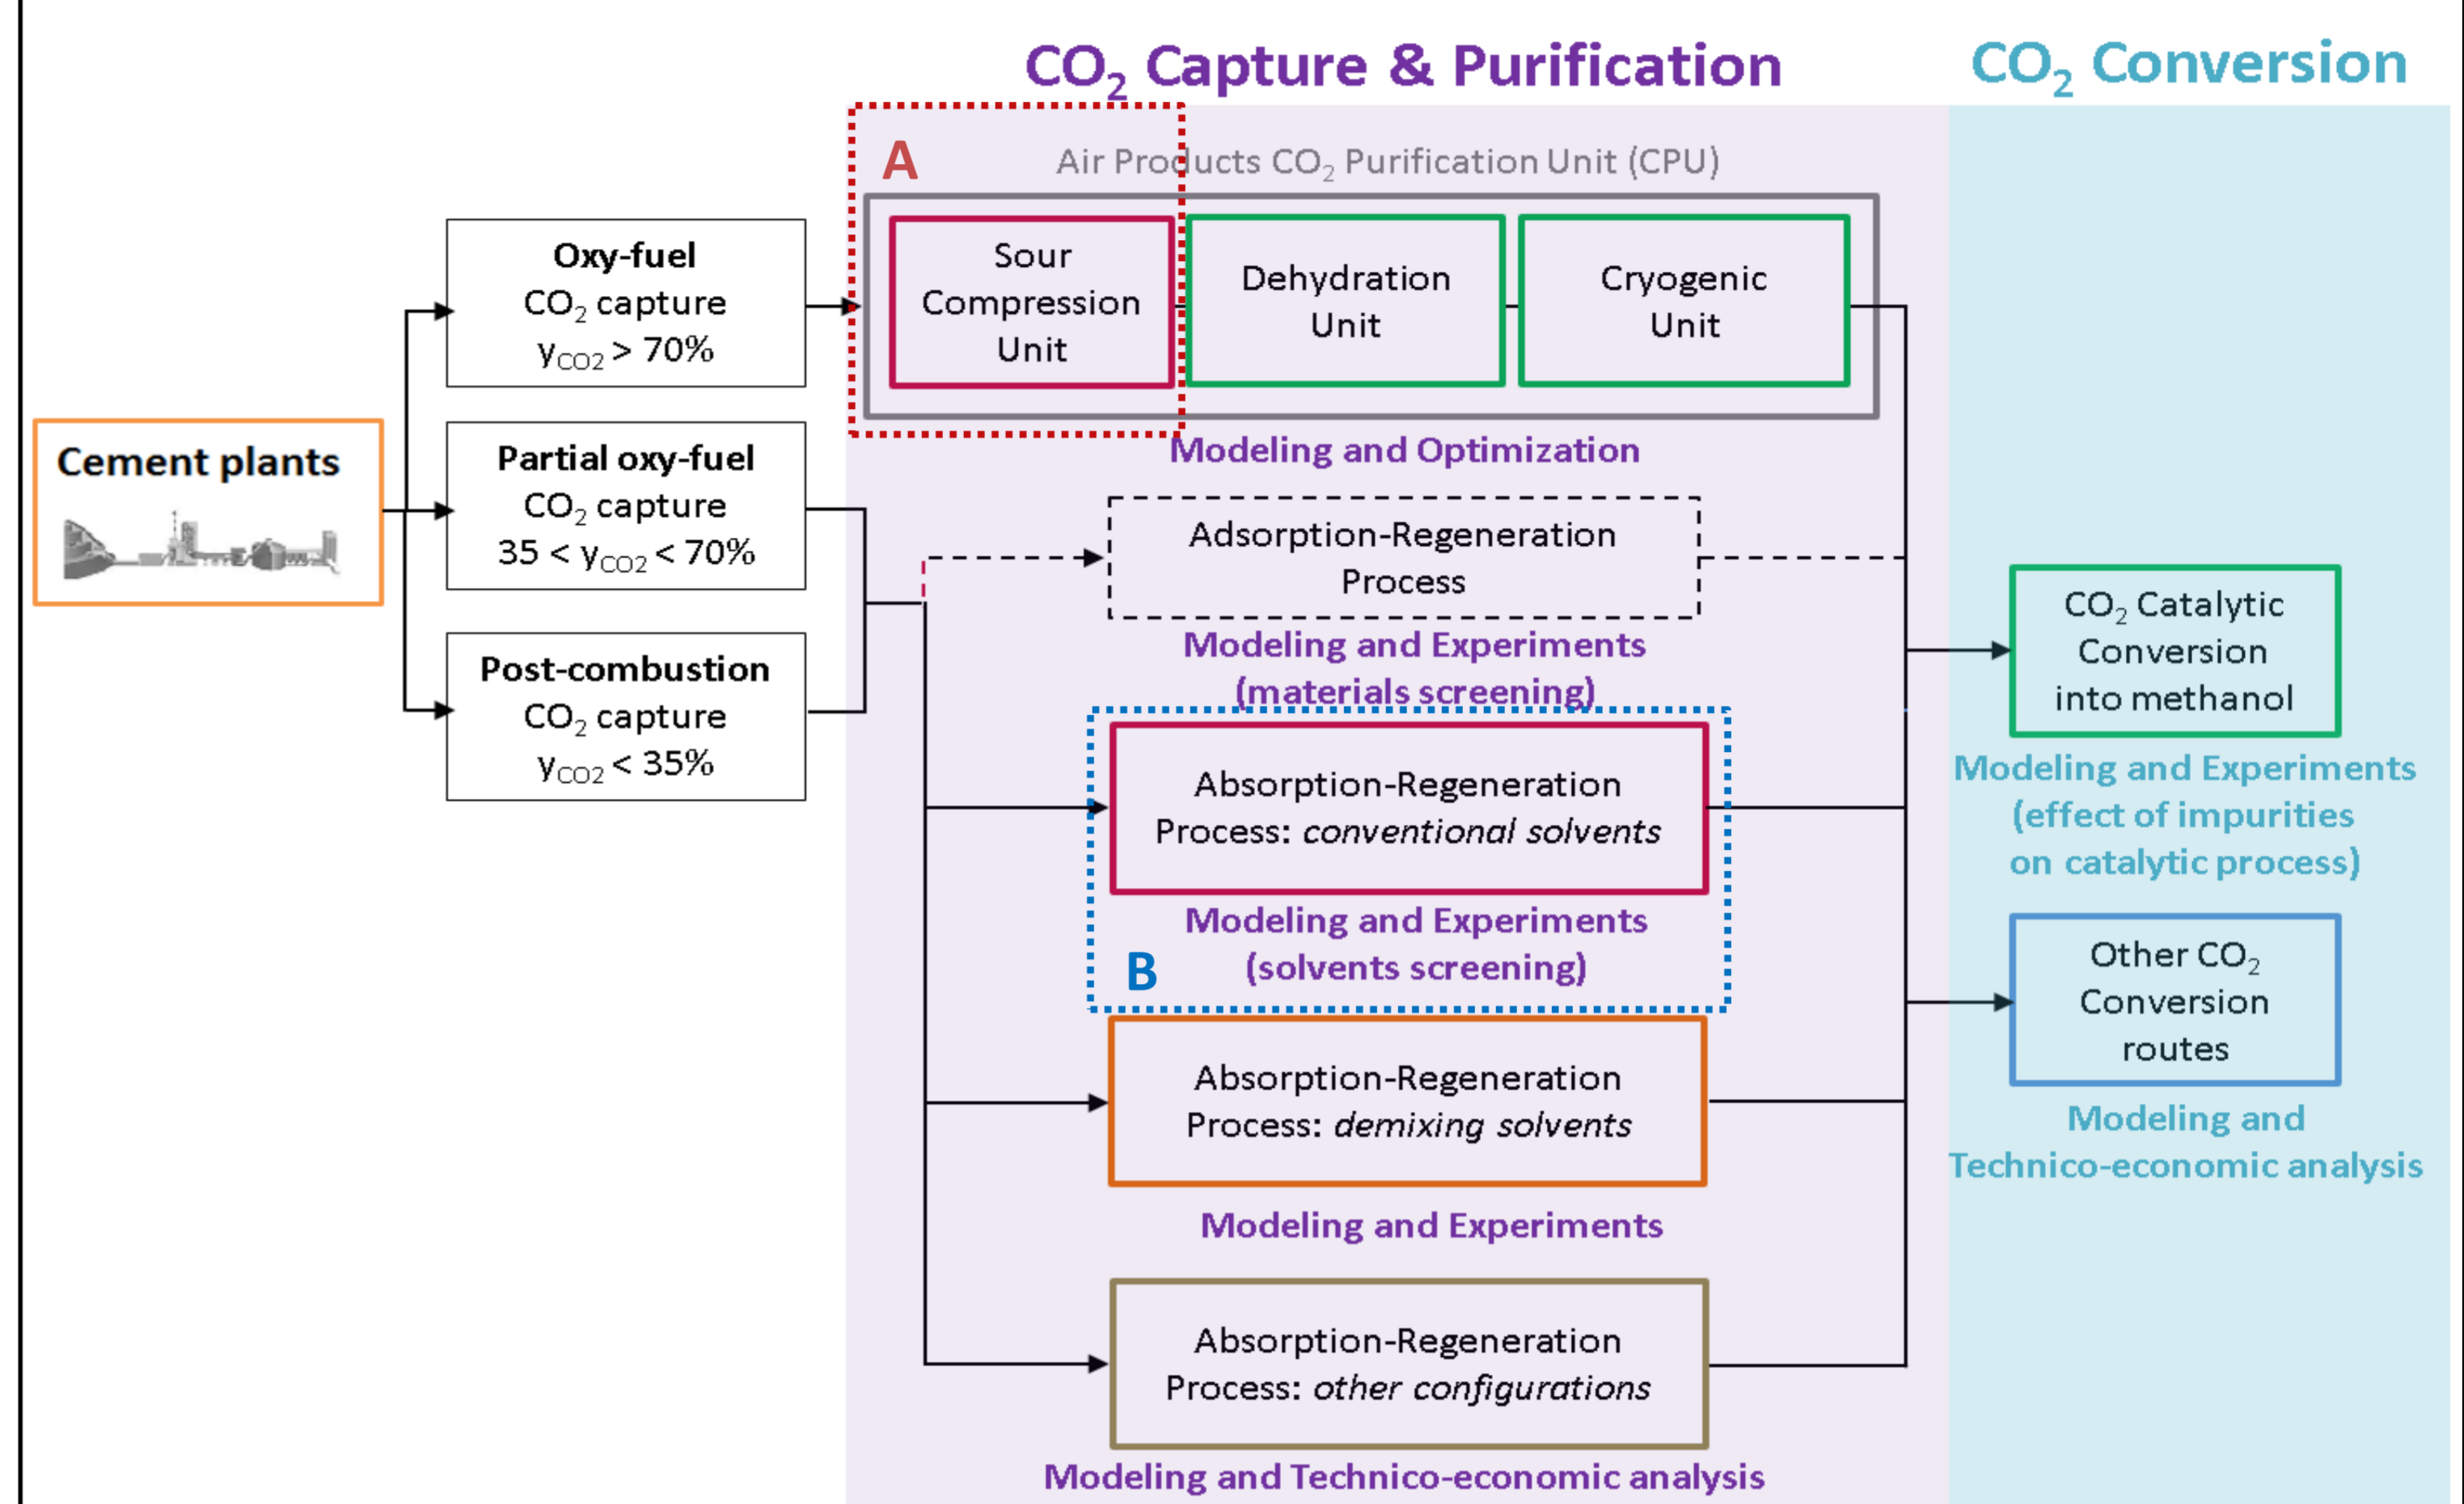 CO₂ Capture & Purification
CO₂ Conversion
A
Air Products CO₂ Purification Unit (CPU)
Sour
Compression
Unit
Dehydration
Unit
Cryogenic
Unit
Modeling and Optimization
Oxy-fuel
CO₂ capture
yCO2 > 70%
Cement plants
Partial oxy-fuel
CO₂ capture
35 < yCO2 < 70%
Post-combustion
CO₂ capture
yCO2 < 35%
Adsorption-Regeneration
Process
Modeling and Experiments
(materials screening)
Absorption-Regeneration
Process: conventional solvents
Modeling and Experiments
(solvents screening)
B
Absorption-Regeneration
Process: demixing solvents
Modeling and Experiments
Absorption-Regeneration
Process: other configurations
Modeling and Technico-economic analysis
CO₂ Catalytic
Conversion
into methanol
Modeling and Experiments
(effect of impurities
on catalytic process)
Other CO₂
Conversion
routes
Modeling and
Technico-economic analysis